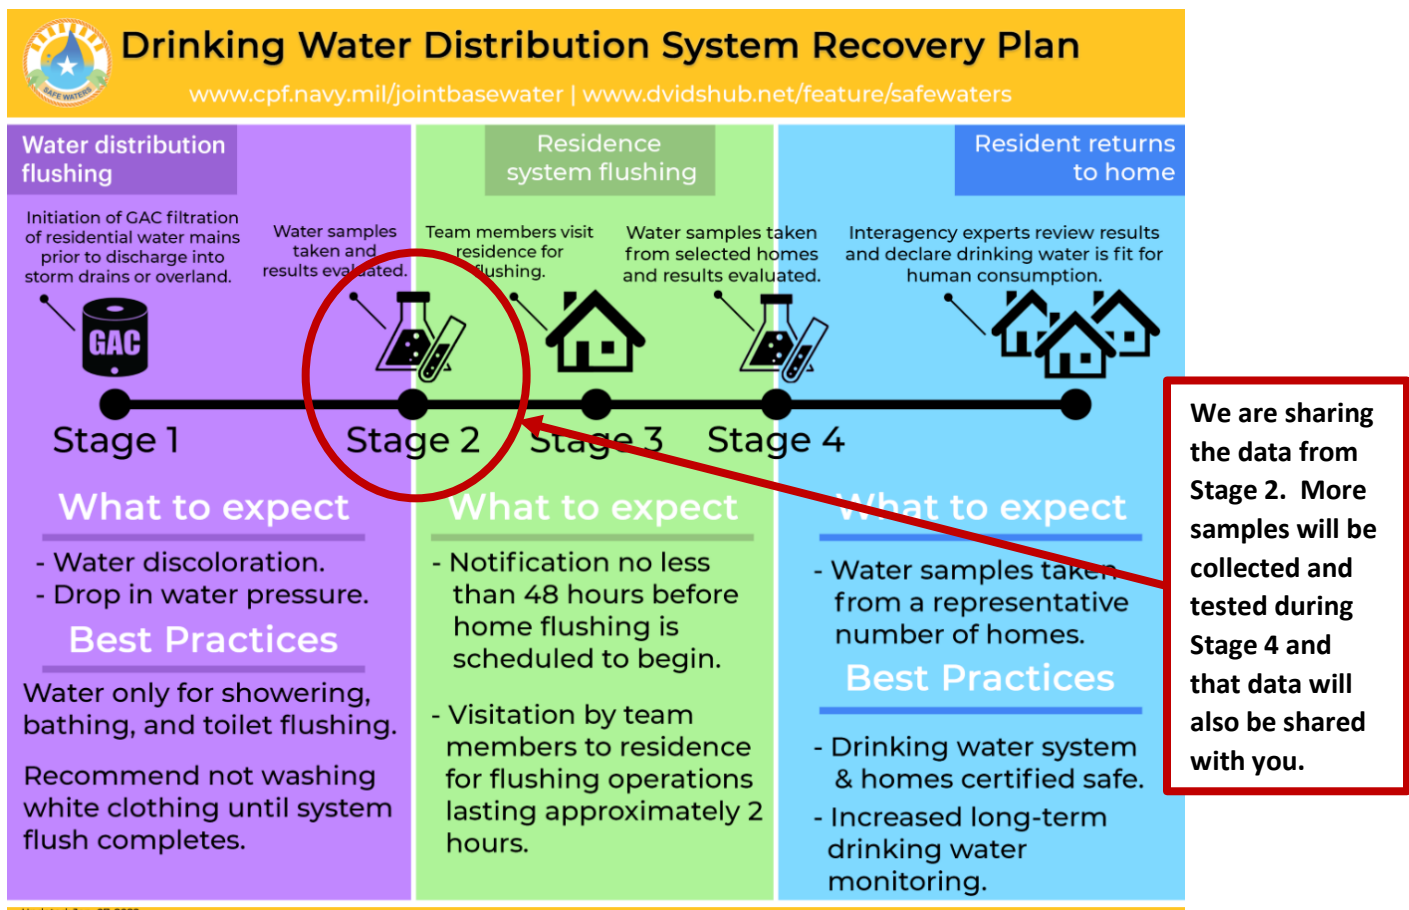 Drinking Water Distribution System Recovery Plan
www.cpf.navy.mil/jointbasewater | www.dvidshub.net/feature/safewaters
SAFE WATERS
Water distribution
flushing
Initiation of GAC filtration
of residential water mains
prior to discharge into
storm drains or overland.
GAC
Water samples
taken and
results evaluated.
Residence
system flushing
Team members visit
residence for
flushing.
Water samples taken
from selected homes
and results evaluated.
Resident returns
to home
Interagency experts review results
and declare drinking water is fit for
human consumption.
Stage 1
Stage 2
Stage 3
Stage 4
What to expect
- Water discoloration.
- Drop in water pressure.
Best Practices
Water only for showering,
bathing, and toilet flushing.
Recommend not washing
white clothing until system
flush completes.
What to expect
- Notification no less
than 48 hours before
home flushing is
scheduled to begin.
- Visitation by team
members to residence
for flushing operations
lasting approximately 2
hours.
What to expect
- Water samples taken
from a representative
number of homes.
Best Practices
- Drinking water system
& homes certified safe.
- Increased long-term
drinking water
monitoring.
We are sharing
the data from
Stage 2.  More
samples will be
collected and
tested during
Stage 4 and
that data will
also be shared
with you.